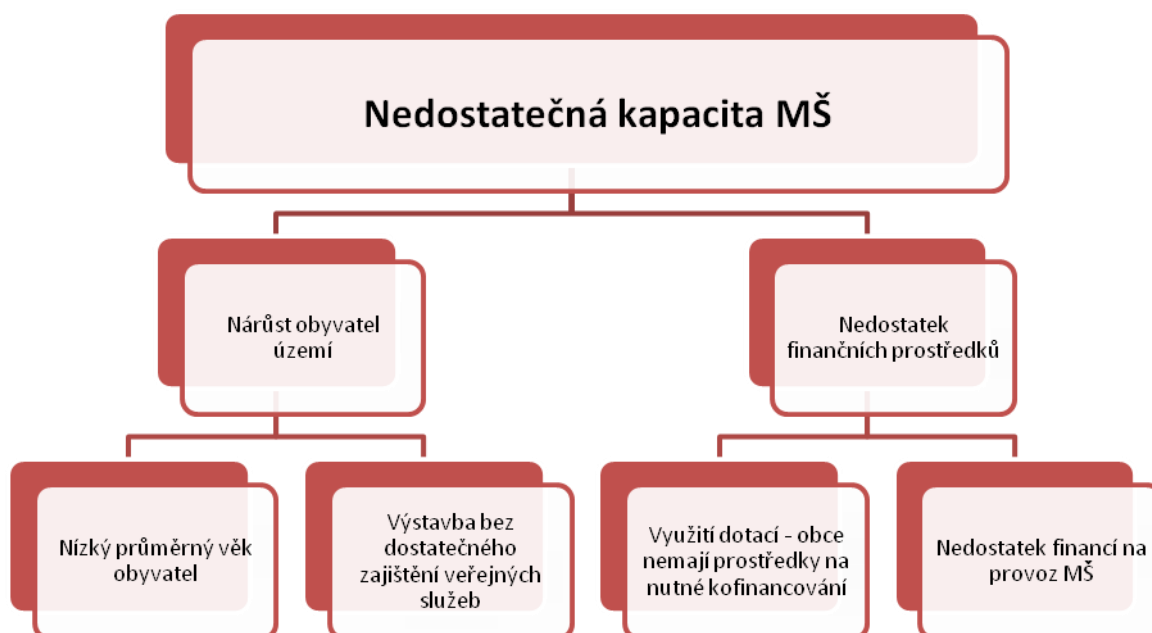 Nedostatečná kapacita MŠ
Nárůst obyvatel
území
Nedostatek
finančních prostředků
Nízký průměrný věk
obyvatel
Výstavba bez
dostatečného
zajištění veřejných
služeb
Využití dotací - obce
nemají prostředky na
nutné kofinancování
Nedostatek financí na
provoz MŠ